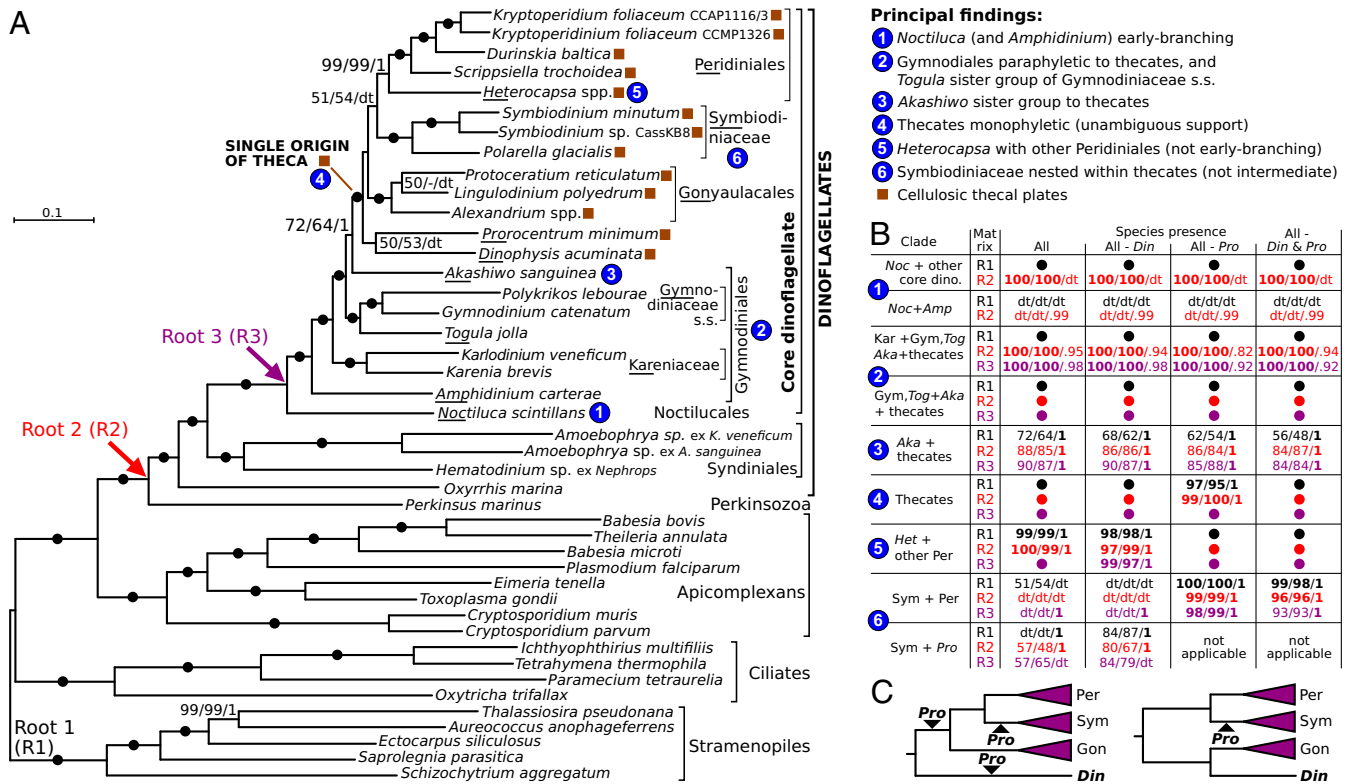 A
Kryptoperidium foliaceum CCAP1116/3
Kryptoperidinium foliaceum CCMP1326
Durinskia baltica
99/99/1
Scrippsiella trochoidea
Peridiniales
51/54/dt
Heterocapsa spp. 5
Symbiodinium minutum
Symbiodi-
niaceae
6
Symbiodinium sp. CassKB8
Polarella glacialis
SINGLE ORIGIN
OF THECA
4
Protoceratium reticulatum
50/-/dt
Lingulodinium polyedrum
Gonyaulacales
Alexandrium spp.
72/64/1
Prorocentrum minimum
50/53/dt
Dinophysis acuminata
Akashiwo sanguinea 3
Polykrikos lebourae
Gymno-
diniaceae
s.s.
Gymnodinium catenatum
Togula jolla
Gymnodiniales
2
Root 3 (R3)
Karlodinium veneficum
Kareniaceae
Karenia brevis
Amphidinium carterae
Noctiluca scintillans 1
Noctilucales
Core dinoflagellate
DINOFLAGELLATES
Root 2 (R2)
Amoebophrya sp. ex K. veneficum
Amoebophrya sp. ex A. sanguinea
Syndiniales
Hematodinium sp. ex Nephrops
Oxyrrhis marina
Perkinsus marinus
Perkinsozoa
Babesia bovis
Theileria annulata
Babesia microti
Plasmodium falciparum
Apicomplexans
Eimeria tenella
Toxoplasma gondii
Cryptosporidium muris
Cryptosporidium parvum
Ichthyophthirius multifiliis
Tetrahymena thermophila
Ciliates
Paramecium tetraurelia
Oxytricha trifallax
Root 1
(R1)
99/99/1
Thalassiosira pseudonana
Aureococcus anophageferrens
Ectocarpus siliculosus
Stramenopiles
Saprolegnia parasitica
Schizochytrium aggregatum
0.1
Principal findings:
1 Noctiluca (and Amphidinium) early-branching
2 Gymnodiales paraphyletic to thecates, and
Togula sister group of Gymnodiniaceae s.s.
3 Akashiwo sister group to thecates
4 Thecates monophyletic (unambiguous support)
5 Heterocapsa with other Peridiniales (not early-branching)
6 Symbiodiniaceae nested within thecates (not intermediate)
Cellulosic thecal plates
B
Species presence
Clade Mat rix All All - Din All - Pro All - Din & Pro
1
Noc + other core dino.
R1
R2 100/100/dt 100/100/dt 100/100/dt 100/100/dt
Noc+Amp
R1 dt/dt/dt dt/dt/dt dt/dt/dt dt/dt/dt
R2 dt/dt/.99 dt/dt/.99 dt/dt/.99 dt/dt/.99
2
Kar +Gym,Tog Aka+thecates
R1
R2 100/100/.95 100/100/.94 100/100/.82 100/100/.94
R3 100/100/.98 100/100/.98 100/100/.92 100/100/.92
Gym,Tog+Aka + thecates
R1
R2
R3
3
Aka + thecates
R1 72/64/1 68/62/1 62/54/1 56/48/1
R2 88/85/1 86/86/1 86/84/1 84/87/1
R3 90/87/1 90/87/1 85/88/1 84/84/1
4
Thecates
R1 97/95/1
R2 99/100/1
R3
5
Het + other Per
R1 99/99/1 98/98/1
R2 100/99/1 97/99/1
R3 99/97/1
6
Sym + Per
R1 51/54/dt dt/dt/dt 100/100/1 99/98/1
R2 dt/dt/dt dt/dt/dt 99/99/1 96/96/1
R3 dt/dt/1 dt/dt/1 98/99/1 93/93/1
Sym + Pro
R1 dt/dt/1 84/87/1
R2 57/48/1 80/67/1 not applicable not applicable
R3 57/65/dt 84/79/dt
C
Per
Pro
Sym
Pro
Gon
Pro
Din
Per
Sym
Pro
Gon
Din